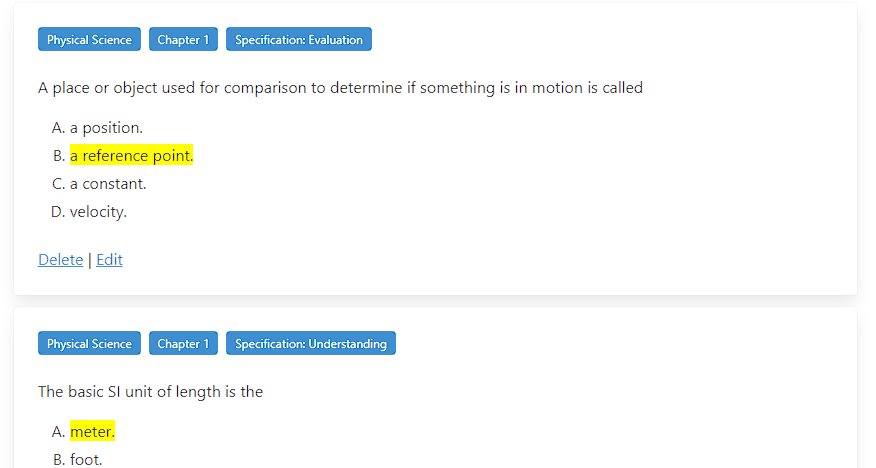 Physical Science Chapter 1 Specification: Evaluation
A place or object used for comparison to determine if something is in motion is called
A. a position.
B. a reference point.
C. a constant.
D. velocity.
Delete | Edit
Physical Science Chapter 1 Specification: Understanding
The basic SI unit of length is the
A. meter.
B. foot.